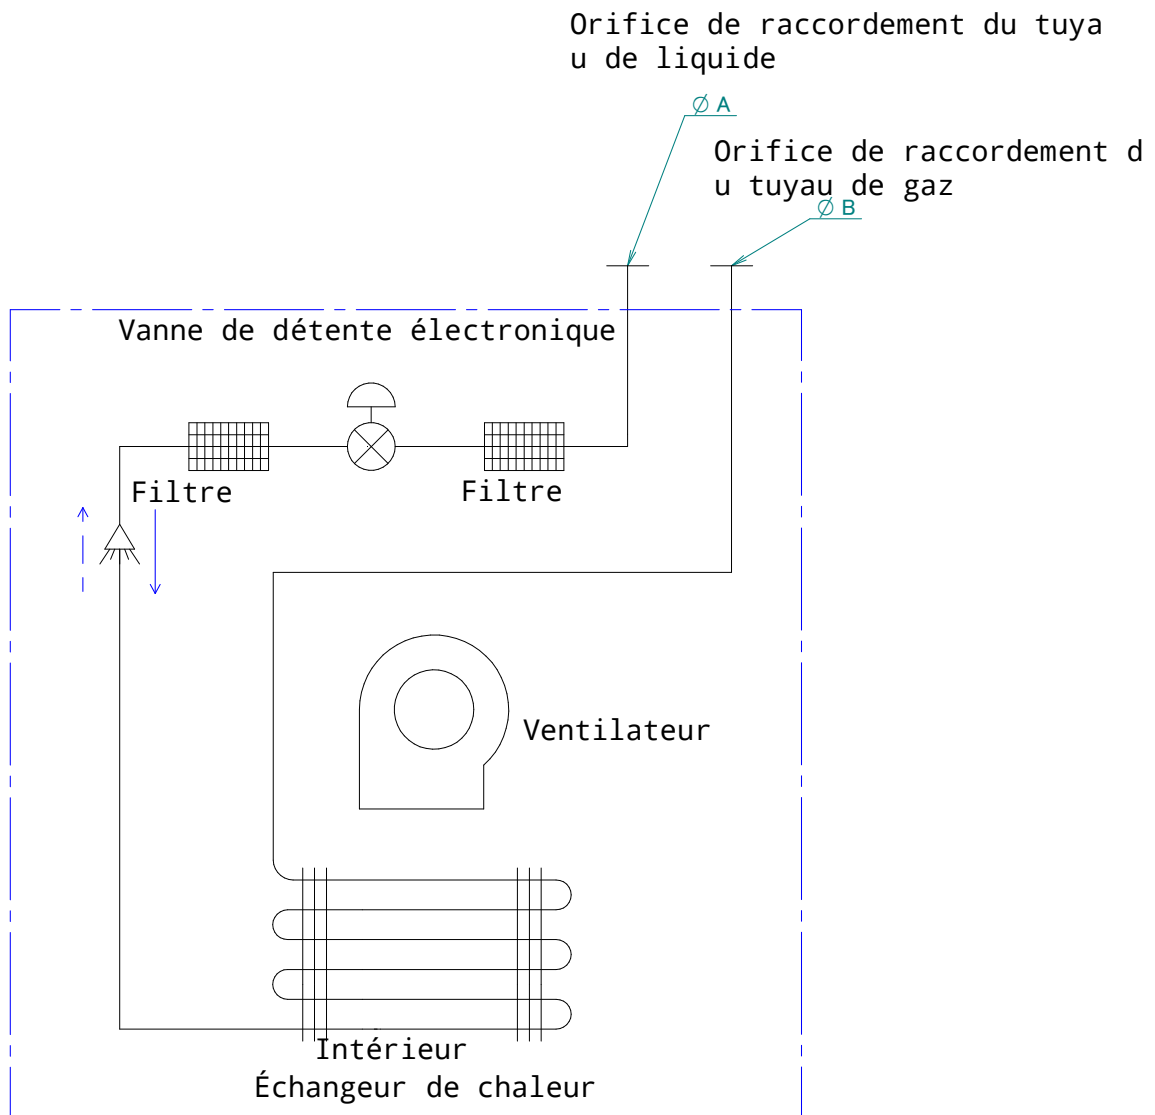 Orifice de raccordement du tuya
u de liquide
∅ A
Orifice de raccordement d
u tuyau de gaz
∅ B
Vanne de détente électronique
Filtre
Filtre
Ventilateur
Intérieur
Échangeur de chaleur